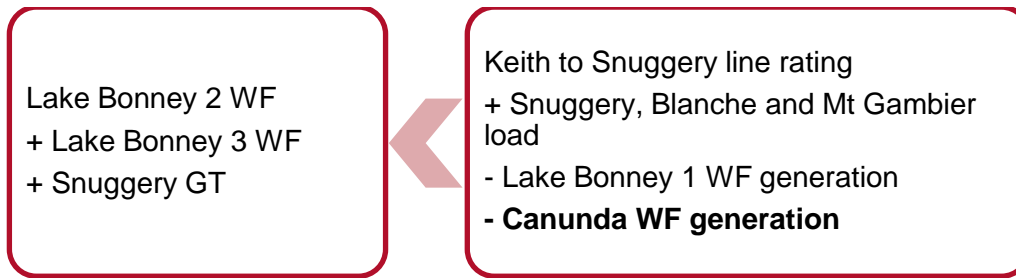 Lake Bonney 2 WF
+ Lake Bonney 3 WF
+ Snuggery GT
Keith to Snuggery line rating
+ Snuggery, Blanche and Mt Gambier
load
- Lake Bonney 1 WF generation
- Canunda WF generation